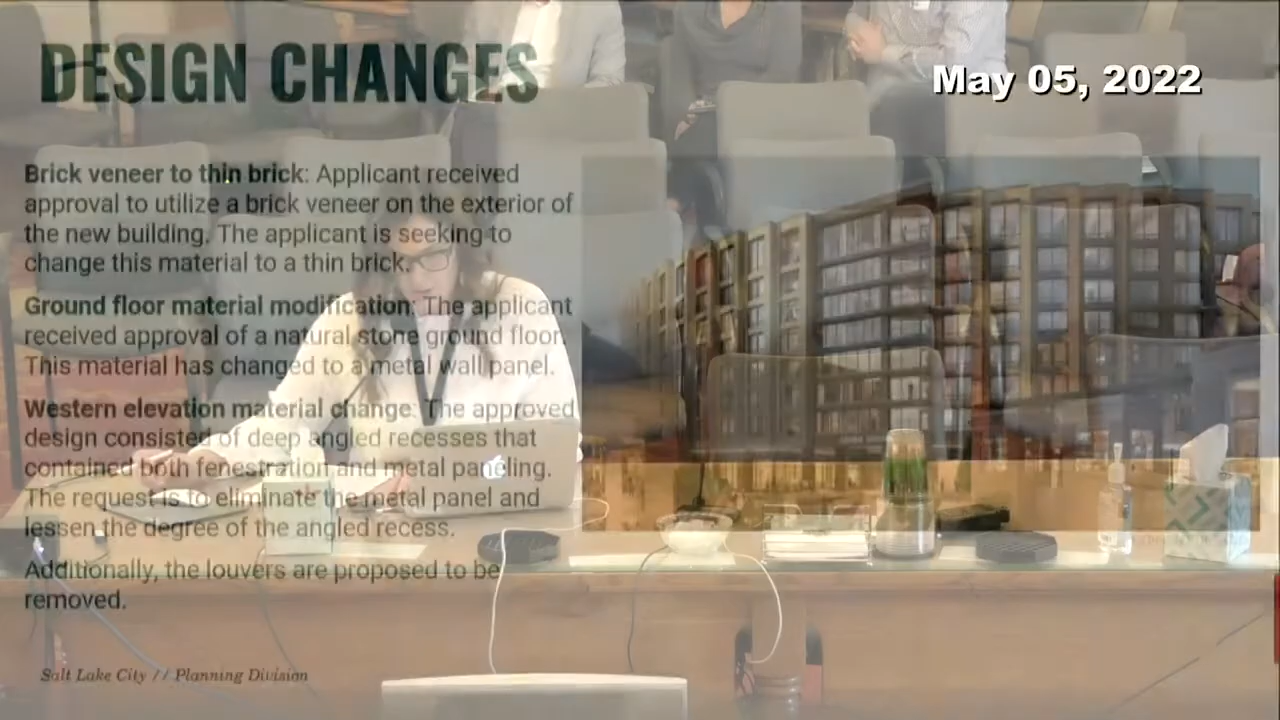 DESIGN CHANGES
May 05, 2022
Brick veneer to thin brick: Applicant received
approval to utilize a brick veneer on the exterior of
the new building. The applicant is seeking to
change this material to a thin brick.
Ground floor material modification: The applicant
received approval of a natural stone ground floor.
This material has changed to a metal wall panel.
Western elevation material change: The approved
design consisted of deep angled recesses that
contained both fenestration and metal paneling.
The request is to eliminate the metal panel and
lessen the degree of the angled recess.
Additionally, the louvers are proposed to be
removed.
Salt Lake City // Planning Division